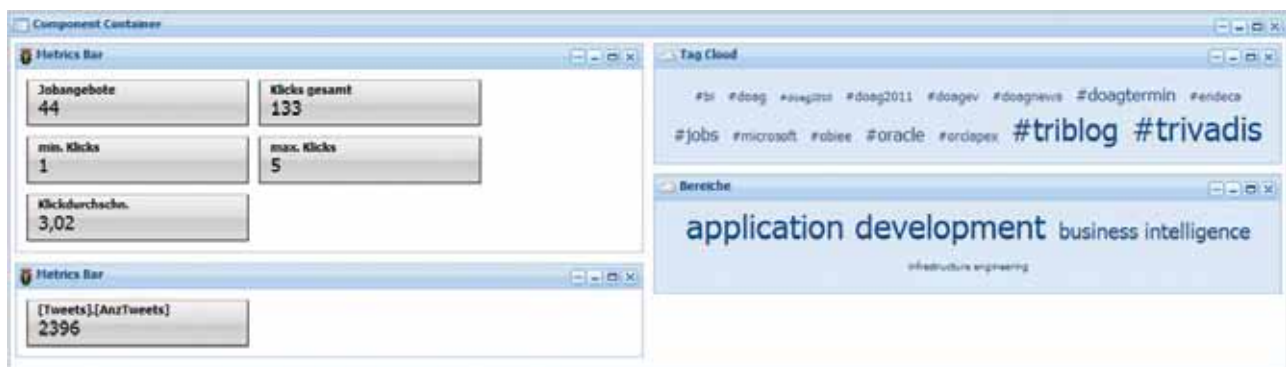 Component Container
Metrics Bar
Jobangebote
44
Klicks gesamt
133
min. Klicks
1
max. Klicks
5
Klickdurchschn.
3,02
Metrics Bar
[Tweets].[AnzTweets]
2396
Tag Cloud
#bi #doag #doag2010 #doag2011 #doagev #doagnews #doagtermin #endeca
#jobs #microsoft #obiee #oracle #orclapex #triblog #trivadis
Bereiche
application development business intelligence
infrastructure engineering